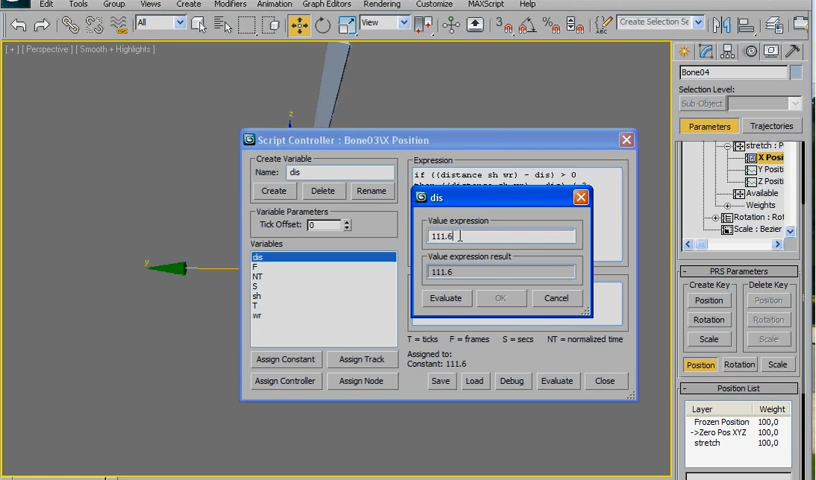 Edit Tools Group Views Create Modifiers Animation Graph Editors Rendering Customize MAXScript Help
All
View
3
Create Selection Se
[ + ] [ Perspective ] [ Smooth + Highlights ]
Bone04
Selection Level:
Sub-Object
Parameters Trajectories
stretch : P
X Posi
Y Positi
Z Positi
Available
Weights
Rotation : Rot
Scale : Bezier
PRS Parameters
Create Key Delete Key
Position Position
Rotation Rotation
Scale Scale
Position Rotation Scale
Position List
Layer Weight
Frozen Position 100,0
->Zero Pos XYZ 100,0
stretch 100,0
z
y
Script Controller : Bone03\X Position
Create Variable
Name: dis
Create Delete Rename
Variable Parameters
Tick Offset: 0
Variables
dis
F
NT
S
sh
T
wr
Assign Constant Assign Track
Assign Controller Assign Node
Expression
if ((distance sh wr) - dis) > 0
dis
Value expression
111.6
Value expression result
111.6
Evaluate OK Cancel
T = ticks F = frames S = secs NT = normalized time
Assigned to:
Constant: 111.6
Save Load Debug Evaluate Close